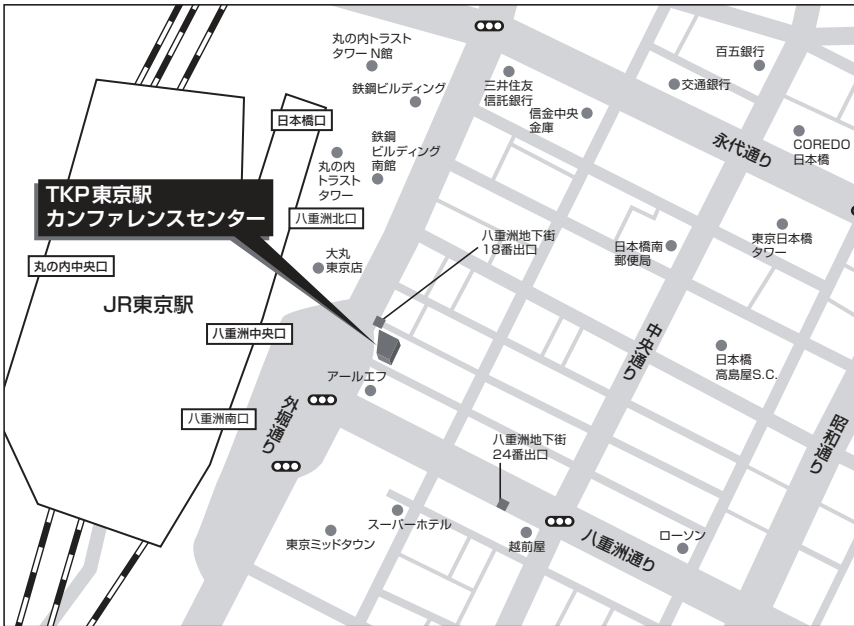 丸の内トラスト
タワー N館
鉄鋼ビルディング
三井住友
信託銀行
信金中央
金庫
百五銀行
交通銀行
COREDO
日本橋
永代通り
日本橋口
丸の内
トラスト
タワー
鉄鋼
ビルディング
南館
TKP東京駅
カンファレンスセンター
八重洲北口
大丸
東京店
八重洲地下街
18番出口
日本橋南
郵便局
東京日本橋
タワー
丸の内中央口
JR東京駅
八重洲中央口
中央通り
日本橋
高島屋S.C.
アールエフ
八重洲南口
外堀通り
昭和通り
八重洲地下街
24番出口
スーパーホテル
東京ミッドタウン
越前屋
八重洲通り
ローソン